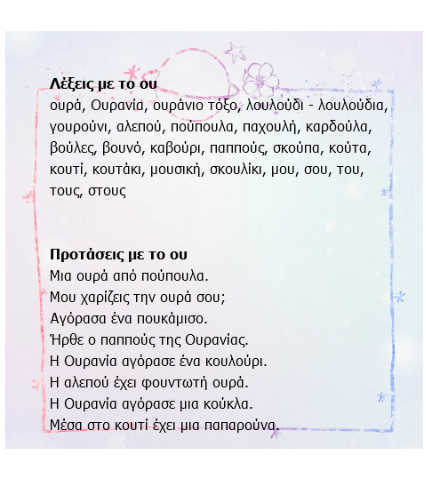 Λέξεις με το ου
ουρά, Ουρανία, ουράνιο τόξο, λουλούδι - λουλούδια,
γουρούνι, αλεπού, πούπουλα, παχουλή, καρδούλα,
βούλες, βουνό, καβούρι, παππούς, σκούπα, κούτα,
κουτί, κουτάκι, μουσική, σκουλίκι, μου, σου, του,
τους, στους
Προτάσεις με το ου
Μια ουρά από πούπουλα.
Μου χαρίζεις την ουρά σου;
Αγόρασα ένα πουκάμισο.
Ήρθε ο παππούς της Ουρανίας.
Η Ουρανία αγόρασε ένα κουλούρι.
Η αλεπού έχει φουντωτή ουρά.
Η Ουρανία αγόρασε μια κούκλα.
Μέσα στο κουτί έχει μια παπαρούνα.